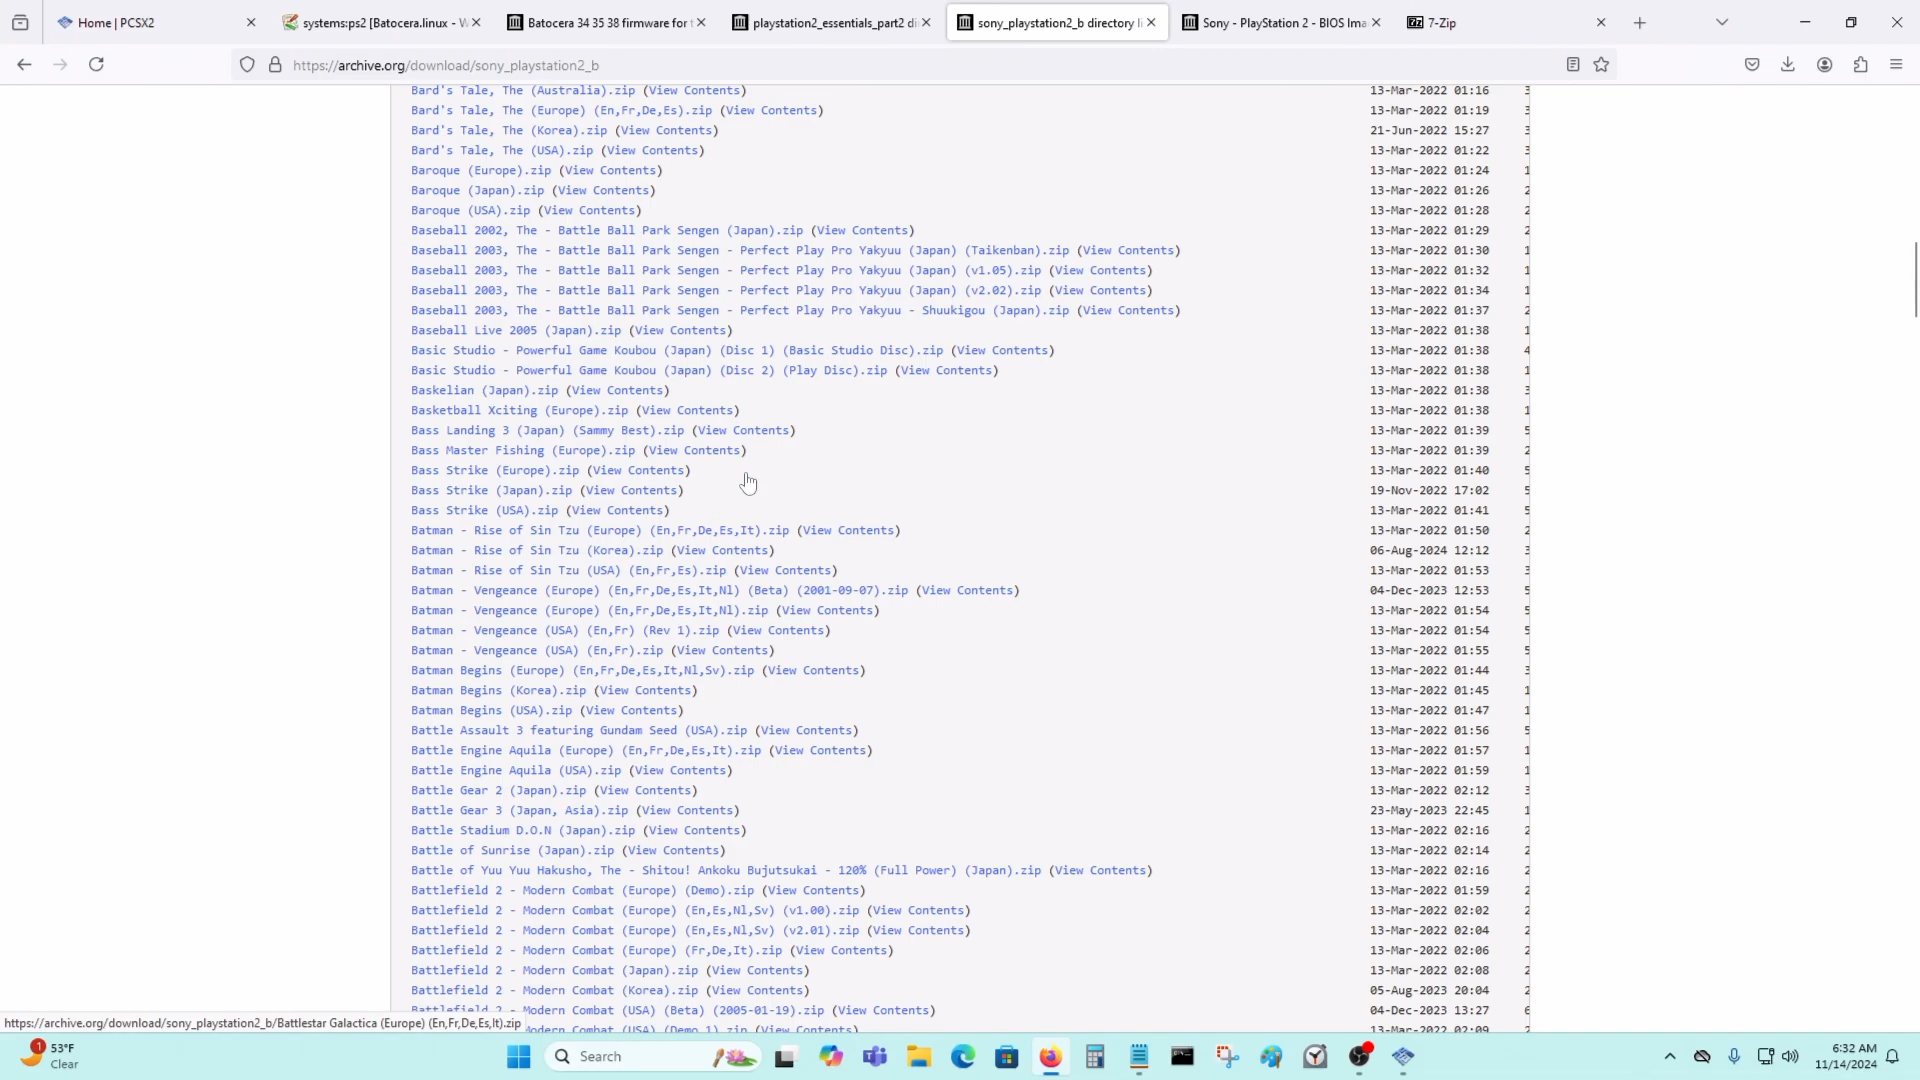 Home | PCSX2
systems:ps2 [Batocera.linux - W
Batocera 34 35 38 firmware for t
playstation2_essentials_part2 di
sony_playstation2_b directory li
Sony - PlayStation 2 - BIOS Ima
7-Zip
https://archive.org/download/sony_playstation2_b
Bard's Tale, The (Australia).zip (View Contents) 13-Mar-2022 01:16
Bard's Tale, The (Europe) (En,Fr,De,Es).zip (View Contents) 13-Mar-2022 01:19
Bard's Tale, The (Korea).zip (View Contents) 21-Jun-2022 15:27
Bard's Tale, The (USA).zip (View Contents) 13-Mar-2022 01:22
Baroque (Europe).zip (View Contents) 13-Mar-2022 01:24
Baroque (Japan).zip (View Contents) 13-Mar-2022 01:26
Baroque (USA).zip (View Contents) 13-Mar-2022 01:28
Baseball 2002, The - Battle Ball Park Sengen (Japan).zip (View Contents) 13-Mar-2022 01:29
Baseball 2003, The - Battle Ball Park Sengen - Perfect Play Pro Yakyuu (Japan) (Taikenban).zip (View Contents) 13-Mar-2022 01:30
Baseball 2003, The - Battle Ball Park Sengen - Perfect Play Pro Yakyuu (Japan) (v1.05).zip (View Contents) 13-Mar-2022 01:32
Baseball 2003, The - Battle Ball Park Sengen - Perfect Play Pro Yakyuu (Japan) (v2.02).zip (View Contents) 13-Mar-2022 01:34
Baseball 2003, The - Battle Ball Park Sengen - Perfect Play Pro Yakyuu - Shuukigou (Japan).zip (View Contents) 13-Mar-2022 01:37
Baseball Live 2005 (Japan).zip (View Contents) 13-Mar-2022 01:38
Basic Studio - Powerful Game Koubou (Japan) (Disc 1) (Basic Studio Disc).zip (View Contents) 13-Mar-2022 01:38
Basic Studio - Powerful Game Koubou (Japan) (Disc 2) (Play Disc).zip (View Contents) 13-Mar-2022 01:38
Baskelian (Japan).zip (View Contents) 13-Mar-2022 01:38
Basketball Xciting (Europe).zip (View Contents) 13-Mar-2022 01:38
Bass Landing 3 (Japan) (Sammy Best).zip (View Contents) 13-Mar-2022 01:39
Bass Master Fishing (Europe).zip (View Contents) 13-Mar-2022 01:39
Bass Strike (Europe).zip (View Contents) 13-Mar-2022 01:40
Bass Strike (Japan).zip (View Contents) 19-Nov-2022 17:02
Bass Strike (USA).zip (View Contents) 13-Mar-2022 01:41
Batman - Rise of Sin Tzu (Europe) (En,Fr,De,Es,It).zip (View Contents) 13-Mar-2022 01:50
Batman - Rise of Sin Tzu (Korea).zip (View Contents) 06-Aug-2024 12:12
Batman - Rise of Sin Tzu (USA) (En,Fr,Es).zip (View Contents) 13-Mar-2022 01:53
Batman - Vengeance (Europe) (En,Fr,De,Es,It,Nl) (Beta) (2001-09-07).zip (View Contents) 04-Dec-2023 12:53
Batman - Vengeance (Europe) (En,Fr,De,Es,It,Nl).zip (View Contents) 13-Mar-2022 01:54
Batman - Vengeance (USA) (En,Fr) (Rev 1).zip (View Contents) 13-Mar-2022 01:54
Batman - Vengeance (USA) (En,Fr).zip (View Contents) 13-Mar-2022 01:55
Batman Begins (Europe) (En,Fr,De,Es,It,Nl,Sv).zip (View Contents) 13-Mar-2022 01:44
Batman Begins (Korea).zip (View Contents) 13-Mar-2022 01:45
Batman Begins (USA).zip (View Contents) 13-Mar-2022 01:47
Battle Assault 3 featuring Gundam Seed (USA).zip (View Contents) 13-Mar-2022 01:56
Battle Engine Aquila (Europe) (En,Fr,De,Es,It).zip (View Contents) 13-Mar-2022 01:57
Battle Engine Aquila (USA).zip (View Contents) 13-Mar-2022 01:59
Battle Gear 2 (Japan).zip (View Contents) 13-Mar-2022 02:12
Battle Gear 3 (Japan, Asia).zip (View Contents) 23-May-2023 22:45
Battle Stadium D.O.N (Japan).zip (View Contents) 13-Mar-2022 02:16
Battle of Sunrise (Japan).zip (View Contents) 13-Mar-2022 02:14
Battle of Yuu Yuu Hakusho, The - Shitou! Ankoku Bujutsukai - 120% (Full Power) (Japan).zip (View Contents) 13-Mar-2022 02:16
Battlefield 2 - Modern Combat (Europe) (Demo).zip (View Contents) 13-Mar-2022 01:59
Battlefield 2 - Modern Combat (Europe) (En,Es,Nl,Sv) (v1.00).zip (View Contents) 13-Mar-2022 02:02
Battlefield 2 - Modern Combat (Europe) (En,Es,Nl,Sv) (v2.01).zip (View Contents) 13-Mar-2022 02:04
Battlefield 2 - Modern Combat (Europe) (Fr,De,It).zip (View Contents) 13-Mar-2022 02:06
Battlefield 2 - Modern Combat (Japan).zip (View Contents) 13-Mar-2022 02:08
Battlefield 2 - Modern Combat (Korea).zip (View Contents) 05-Aug-2023 20:04
Battlefield 2 - Modern Combat (USA) (Beta) (2005-01-19).zip (View Contents) 04-Dec-2023 13:27
Modern Combat (USA) (Demo 1).zip (View Contents) 13-Mar-2022 02:09
https://archive.org/download/sony_playstation2_b/Battlestar Galactica (Europe) (En,Fr,De,Es,It).zip
1
53°F
Clear
Search
6:32 AM
11/14/2024